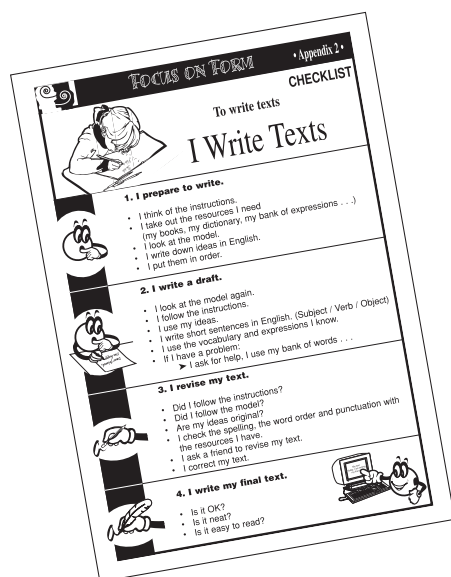 FOCUS ON FORM
• Appendix 2 •
CHECKLIST
To write texts
I Write Texts
1. I prepare to write.
• I think of the instructions.
• I take out the resources I need
(my books, my dictionary, my bank of expressions . . .)
• I look at the model.
• I write down ideas in English.
• I put them in order.
2. I write a draft.
• I look at the model again.
• I follow the instructions.
• I use my ideas.
• I write short sentences in English. (Subject / Verb / Object)
• I use the vocabulary and expressions I know.
• If I have a problem:
➤ I ask for help, I use my bank of words . . .
3. I revise my text.
• Did I follow the instructions?
• Did I follow the model?
• Are my ideas original?
• I check the spelling, the word order and punctuation with
the resources I have.
• I ask a friend to revise my text.
• I correct my text.
4. I write my final text.
• Is it OK?
• Is it neat?
• Is it easy to read?